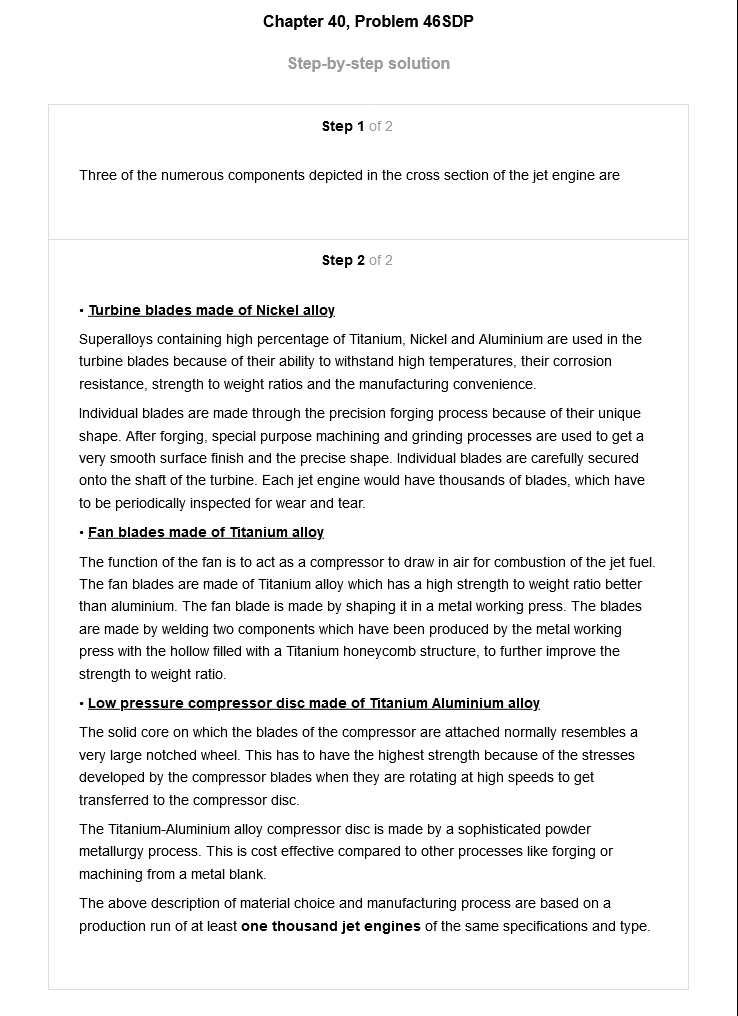 Chapter 40, Problem 46SDP
Step-by-step solution
Step 1 of 2
Three of the numerous components depicted in the cross section of the jet engine are
Step 2 of 2
• Turbine blades made of Nickel alloy
Superalloys containing high percentage of Titanium, Nickel and Aluminium are used in the
turbine blades because of their ability to withstand high temperatures, their corrosion
resistance, strength to weight ratios and the manufacturing convenience.
Individual blades are made through the precision forging process because of their unique
shape. After forging, special purpose machining and grinding processes are used to get a
very smooth surface finish and the precise shape. Individual blades are carefully secured
onto the shaft of the turbine. Each jet engine would have thousands of blades, which have
to be periodically inspected for wear and tear.
• Fan blades made of Titanium alloy
The function of the fan is to act as a compressor to draw in air for combustion of the jet fuel.
The fan blades are made of Titanium alloy which has a high strength to weight ratio better
than aluminium. The fan blade is made by shaping it in a metal working press. The blades
are made by welding two components which have been produced by the metal working
press with the hollow filled with a Titanium honeycomb structure, to further improve the
strength to weight ratio.
• Low pressure compressor disc made of Titanium Aluminium alloy
The solid core on which the blades of the compressor are attached normally resembles a
very large notched wheel. This has to have the highest strength because of the stresses
developed by the compressor blades when they are rotating at high speeds to get
transferred to the compressor disc.
The Titanium-Aluminium alloy compressor disc is made by a sophisticated powder
metallurgy process. This is cost effective compared to other processes like forging or
machining from a metal blank.
The above description of material choice and manufacturing process are based on a
production run of at least one thousand jet engines of the same specifications and type.